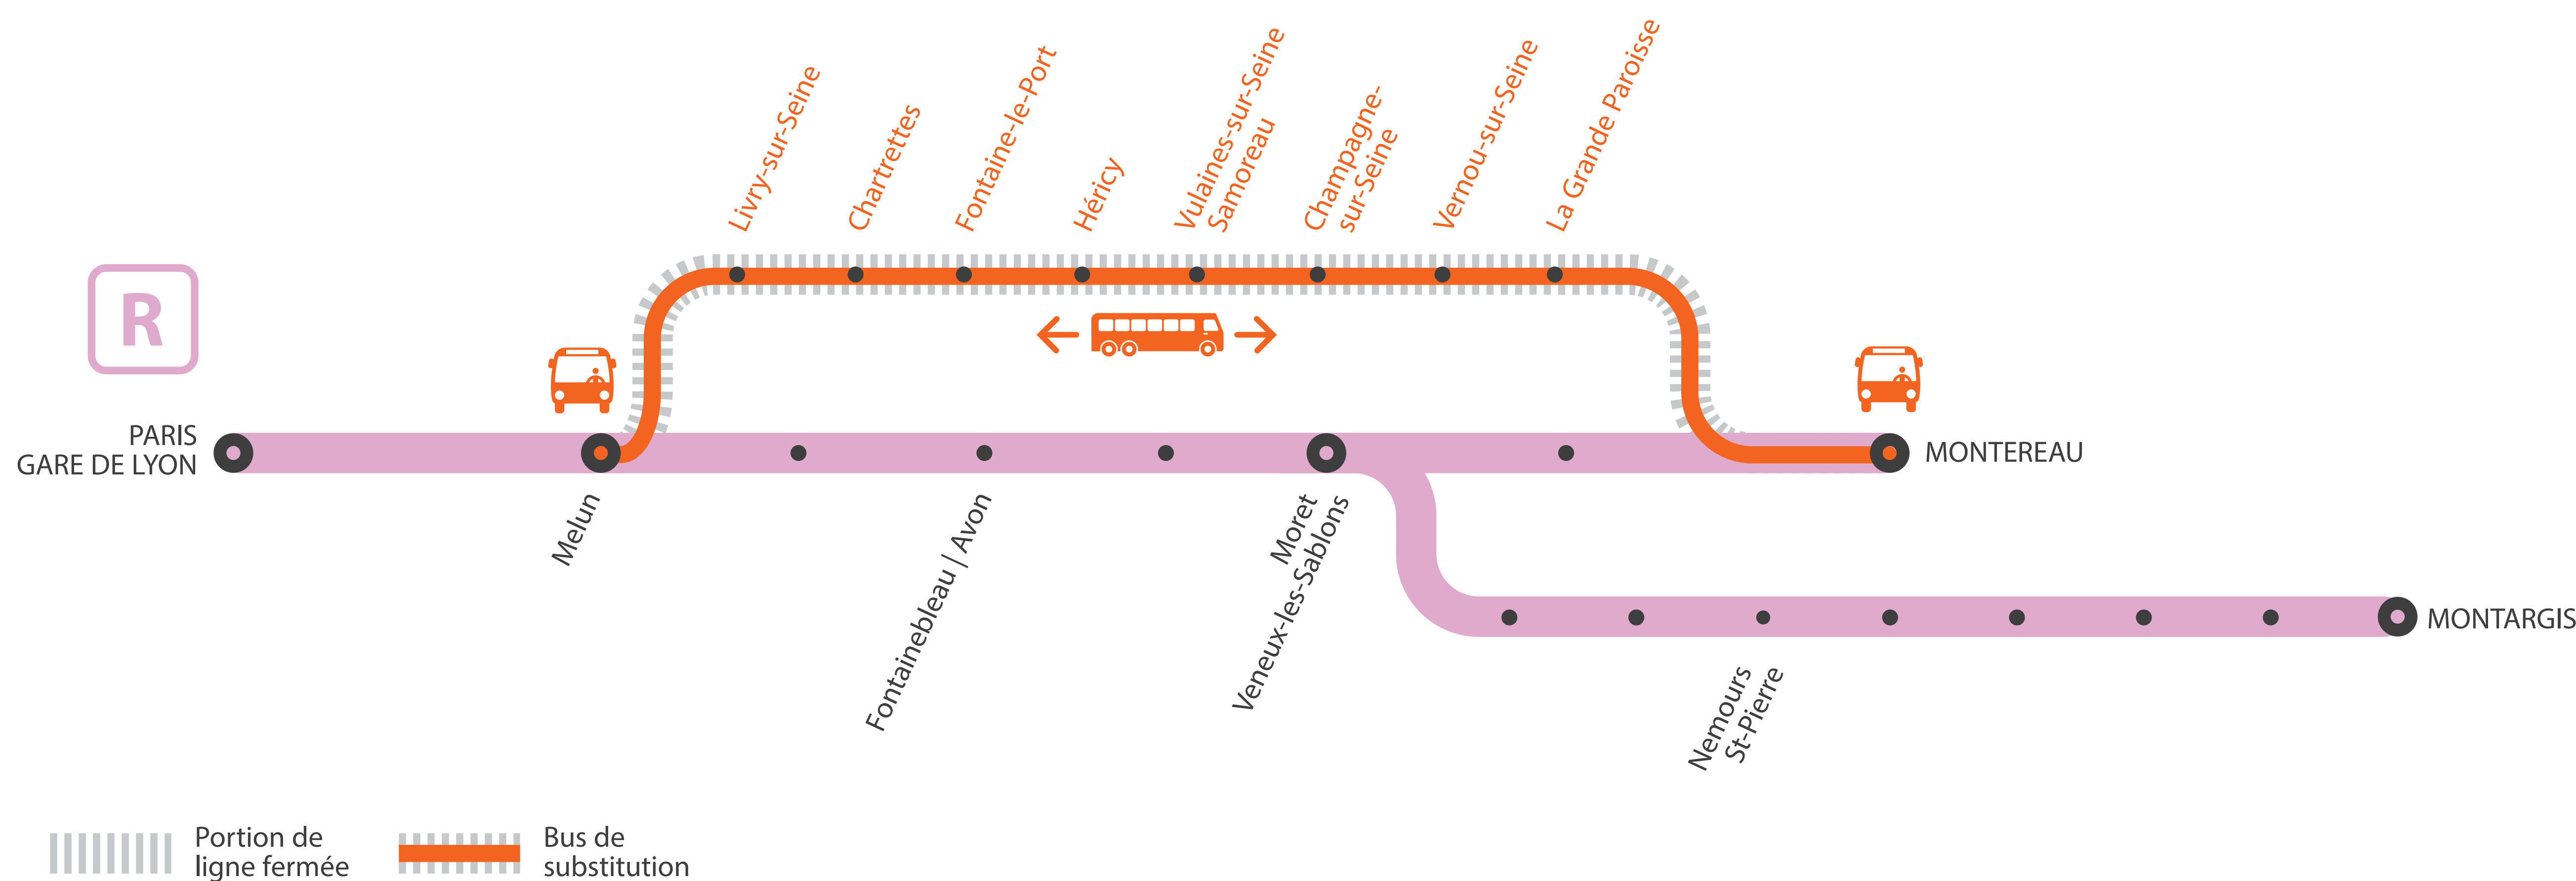 Livry-sur-Seine
Chartrettes
Fontaine-le-Port
Héricy
Vulaines-sur-Seine
Samoreau
Champagne-
sur-Seine
Vernou-sur-Seine
La Grande Paroisse
R
PARIS
GARE DE LYON
MONTEREAU
Melun
Fontainebleau | Avon
Moret
Veneux-les-Sablons
MONTARGIS
Nemours
St-Pierre
Portion de
ligne fermée
Bus de
substitution